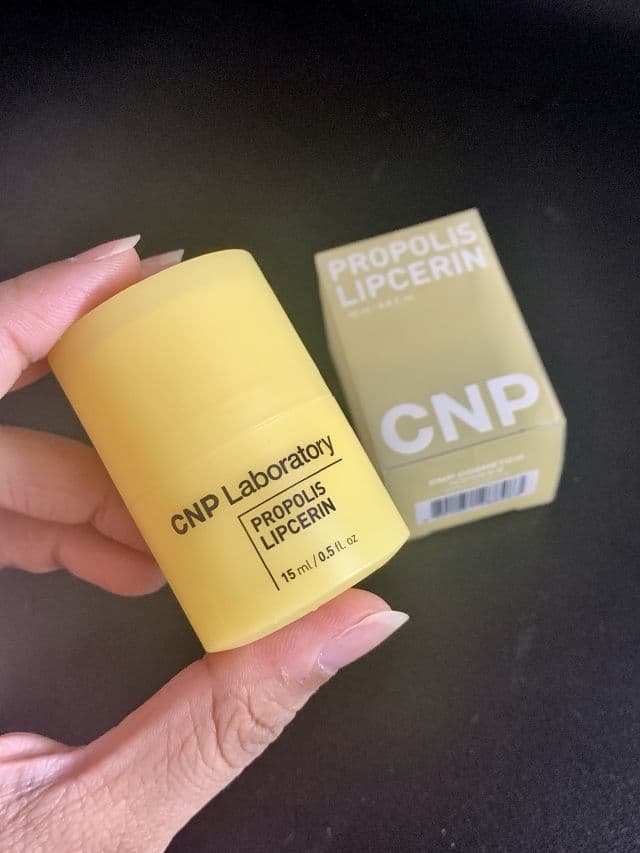 CNP Laboratory
PROPOLIS
LIPCERIN
15 ml / 0.5 fl. oz
PROPOLIS
LIPCERIN
CNP